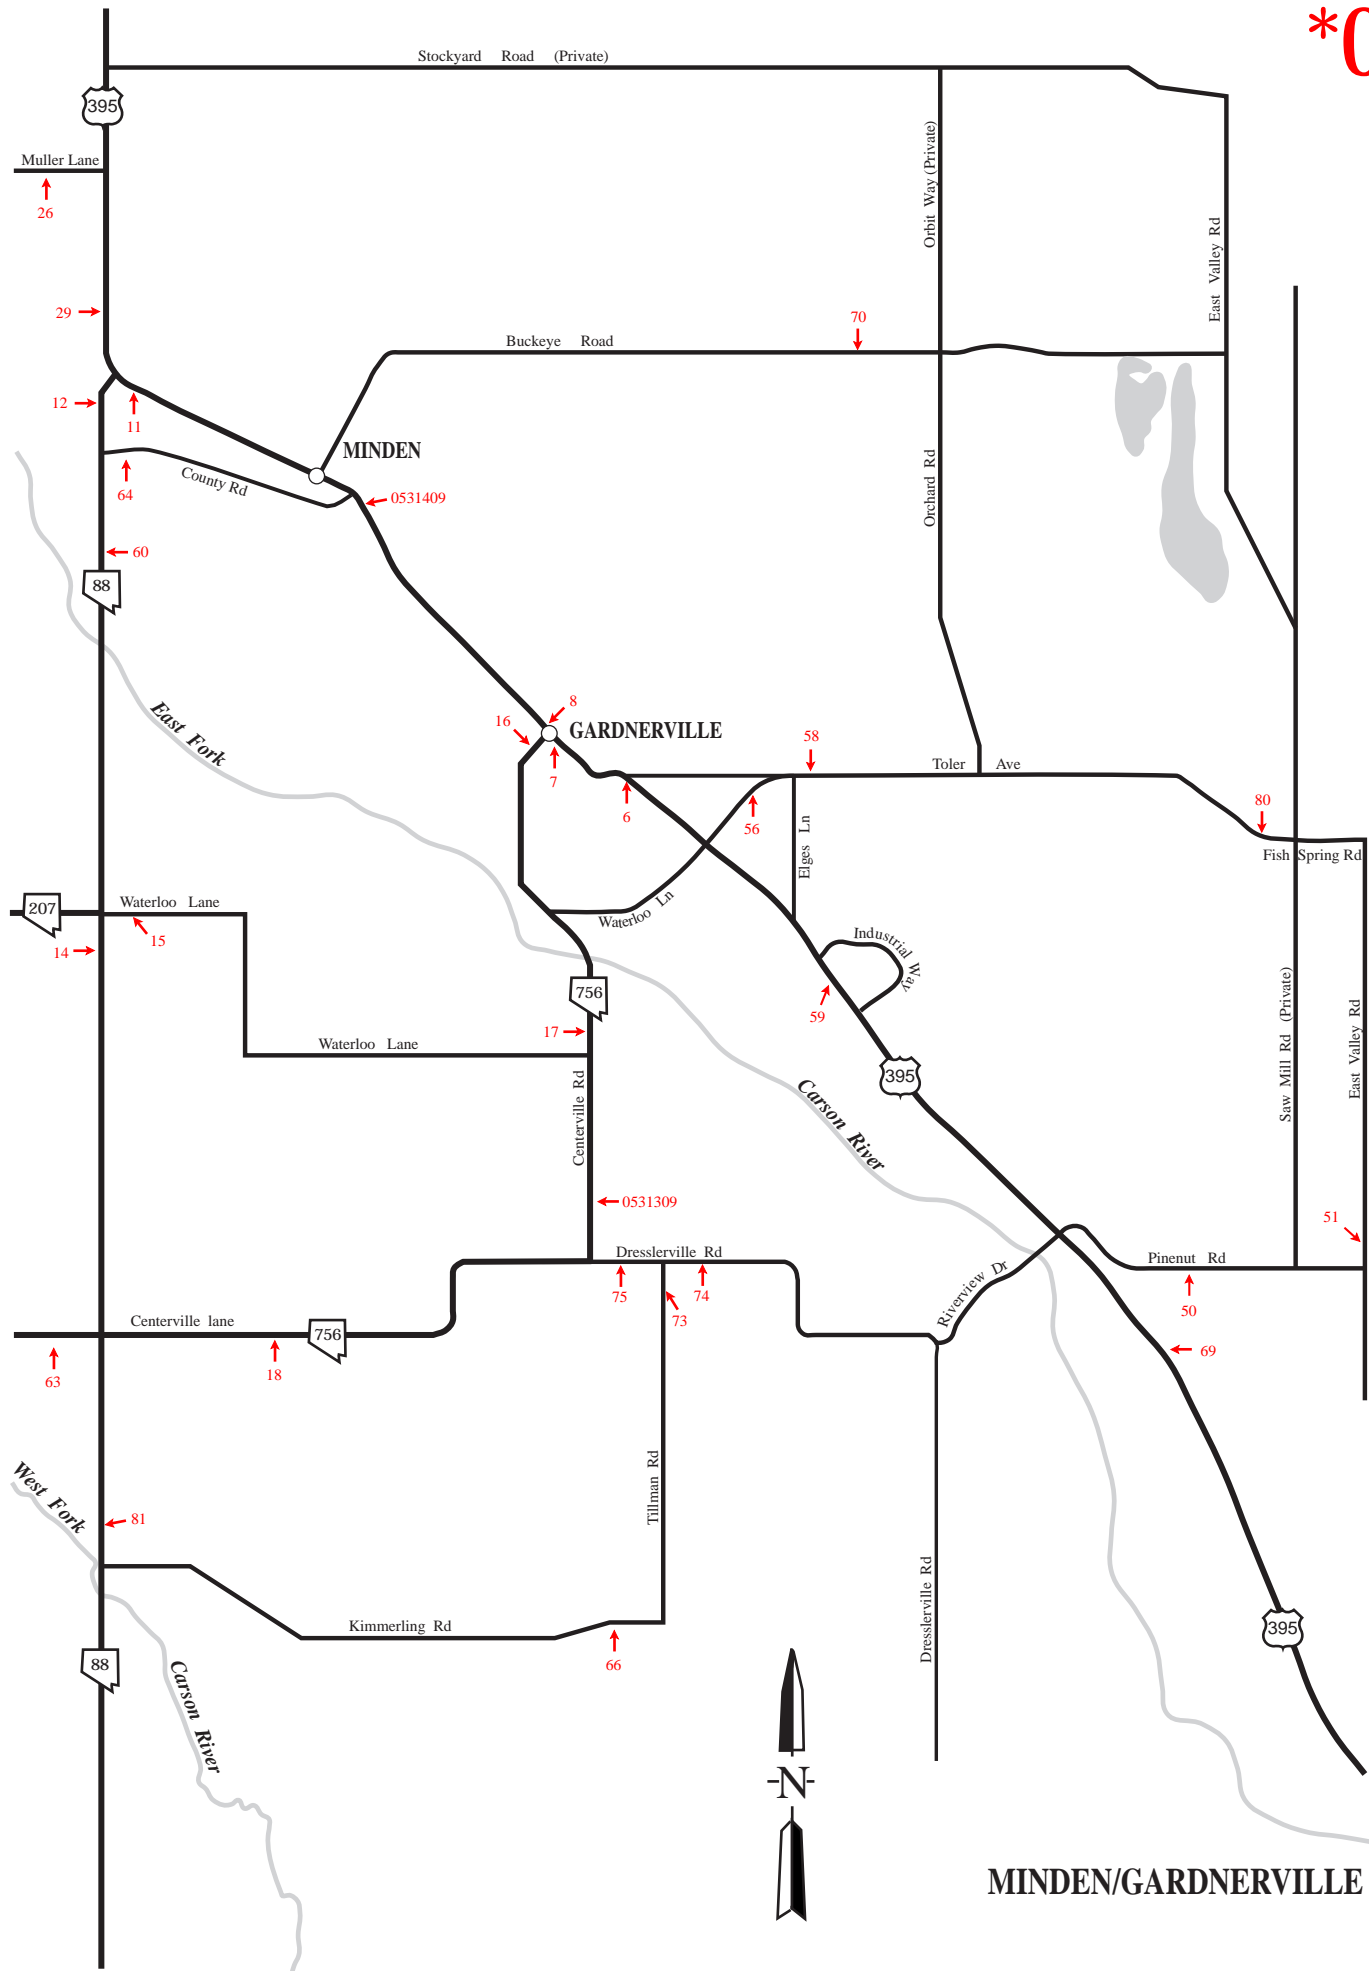 *0
Stockyard Road (Private)
395
Muller Lane
26
Orbit Way (Private)
East Valley Rd
29
70
Buckeye Road
12
11
MINDEN
64
County Rd
0531409
Orchard Rd
60
88
8
16
GARDNERVILLE
7
East Fork
58
Toler Ave
6
56
80
Elges Ln
Fish Spring Rd
207
Waterloo Lane
Waterloo Ln
15
14
Industrial Way
756
59
17
Waterloo Lane
395
Saw Mill Rd (Private)
East Valley Rd
Centerville Rd
Carson River
0531309
51
Dresslerville Rd
Pinenut Rd
75
74
73
Riverview Dr
50
Centerville lane
756
63
18
69
West Fork
81
Tillman Rd
Dresslerville Rd
Kimmerling Rd
66
395
88
Carson River
N
MINDEN/GARDNERVILLE